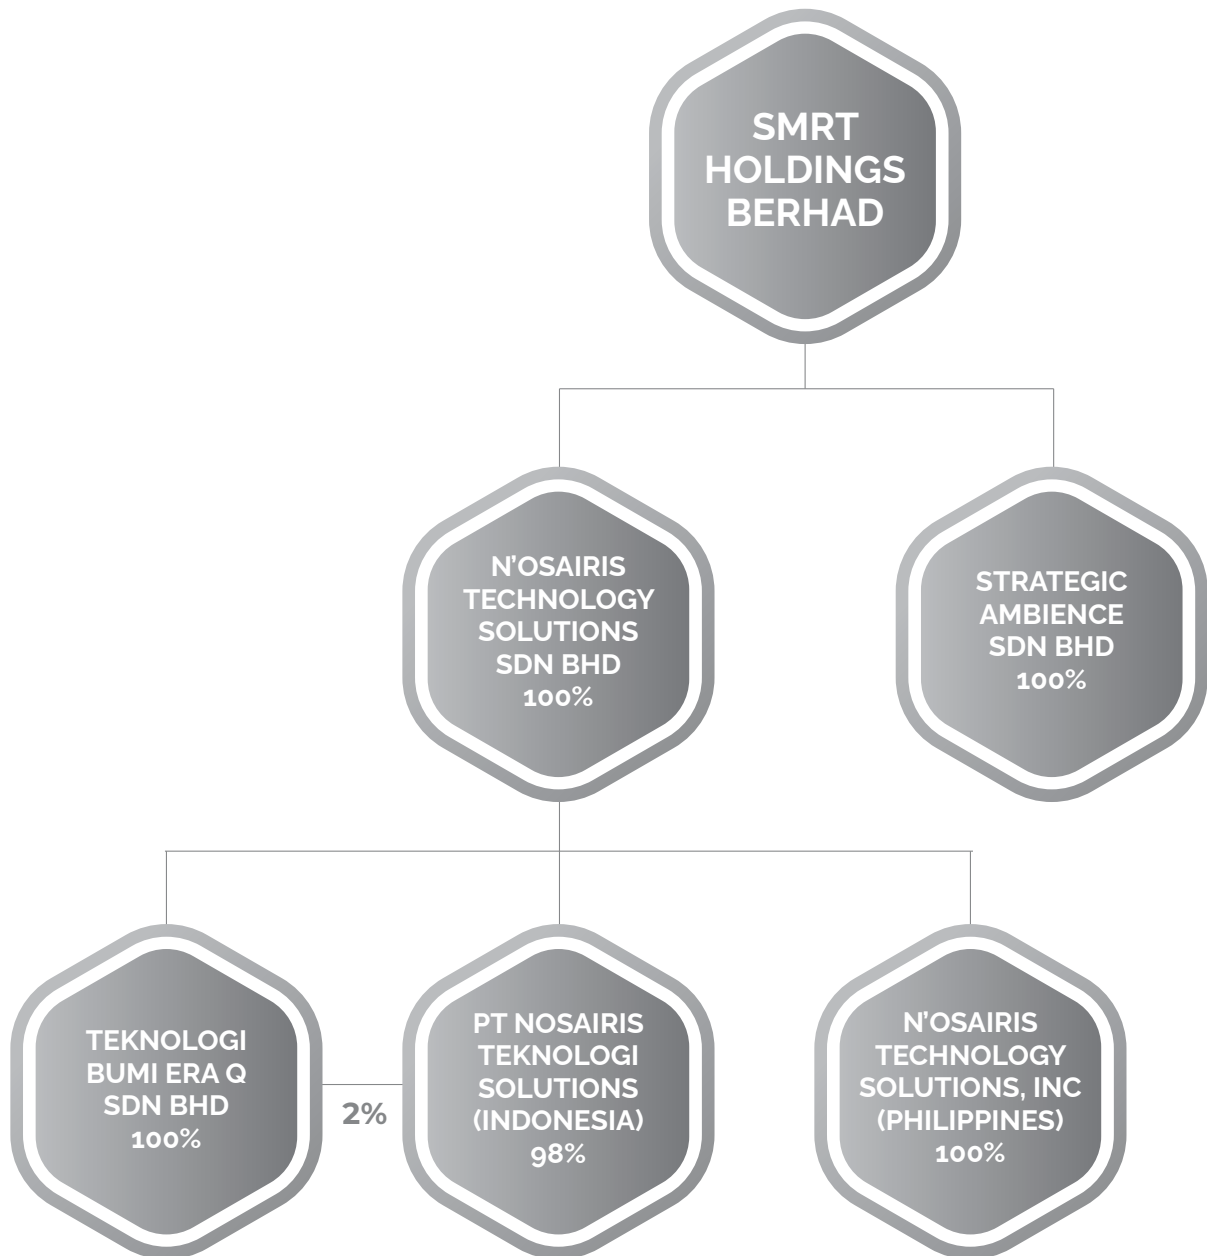 SMRT
HOLDINGS
BERHAD
N’OSAIRIS
TECHNOLOGY
SOLUTIONS
SDN BHD
100%
STRATEGIC
AMBIENCE
SDN BHD
100%
TEKNOLOGI
BUMI ERA Q
SDN BHD
100%
2%
PT NOSAIRIS
TEKNOLOGI
SOLUTIONS
(INDONESIA)
98%
N’OSAIRIS
TECHNOLOGY
SOLUTIONS, INC
(PHILIPPINES)
100%